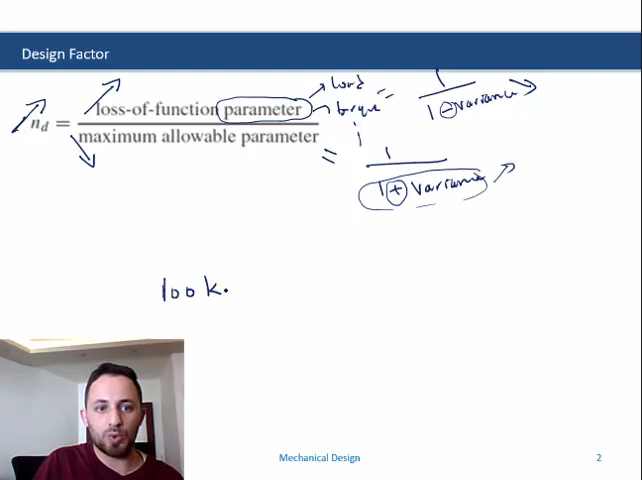 Design Factor
n_d = loss-of-function parameter
maximum allowable parameter
load
torque
= 1
1 - variance
= 1
1 + variance
100 k.
Mechanical Design
2